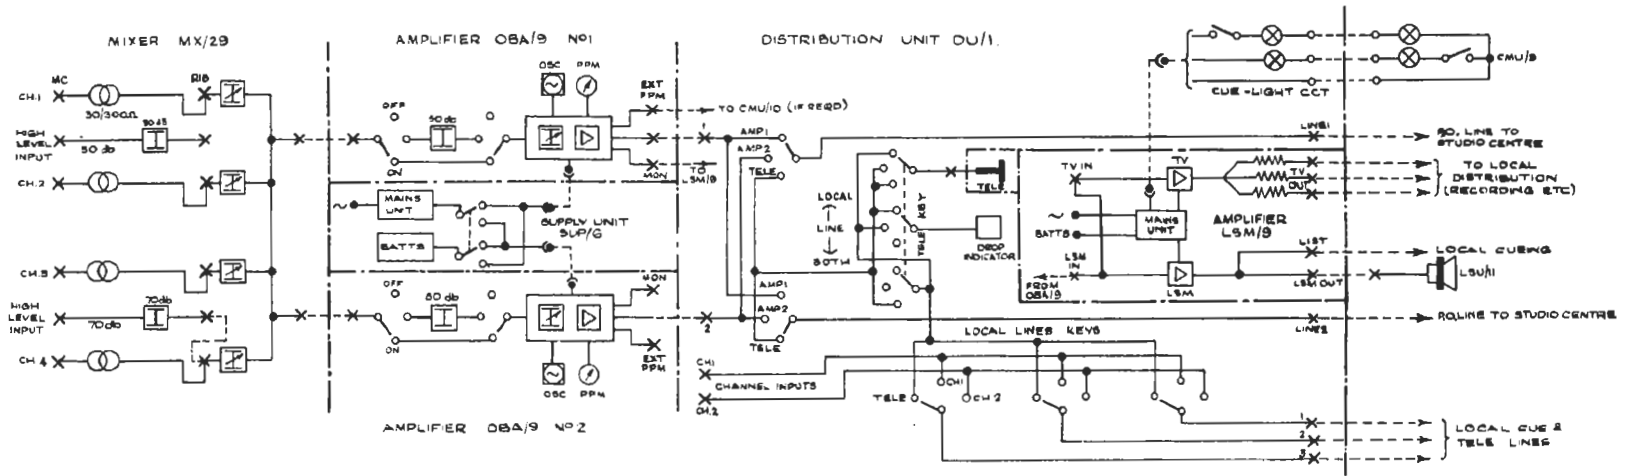 MIXER MX/29
MC
RIB
CH.1
30/300Ω
HIGH
LEVEL
INPUT
50 db
CH.2
CH.3
HIGH
LEVEL
INPUT
70db
70db
CH.4
AMPLIFIER OBA/9 Nº1
OSC
PPM
EXT
PPM
OFF
50 db
ON
MON
TO CMU/10 (IF REQD)
1
TO
LSM/9
MAINS
UNIT
BATTS
SUPPLY UNIT
SUP/6
OFF
50 db
ON
MON
EXT
PPM
OSC
PPM
2
AMPLIFIER OBA/9 Nº2
DISTRIBUTION UNIT DU/1.
AMP1
AMP2
TELE
LOCAL
LINE
BOTH
TELE KEY
TELE
DROP
INDICATOR
AMP1
AMP2
TELE
LOCAL LINES KEYS
CH1
CHANNEL INPUTS
CH.2
TELE
CH1
CH.2
CUE-LIGHT CCT
CMU/9
LINE1
P.O. LINE TO
STUDIO CENTRE
TV IN
TV
TV
OUT
TO LOCAL
DISTRIBUTION
(RECORDING ETC)
BATTS
MAINS
UNIT
AMPLIFIER
LSM/9
LSM
IN
FROM
OBA/9
LSM
LIST
LOCAL CUEING
LSM OUT
LSU/11
LINE2
P.O. LINE TO STUDIO CENTRE
1
2
3
LOCAL CUE &
TELE LINES